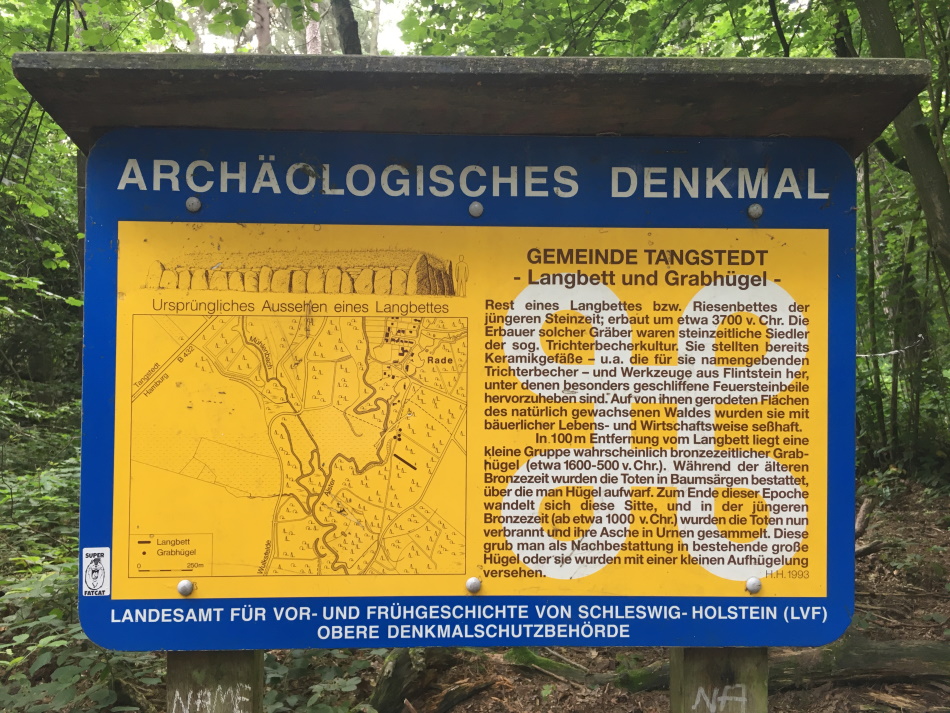 ARCHÄOLOGISCHES DENKMAL
Ursprüngliches Aussehen eines Langbettes
Tangstedt
Hamburg
B 432
Mühlenbach
Rade
Alster
Wulksfelde
Langbett
Grabhügel
0 250m
GEMEINDE TANGSTEDT
- Langbett und Grabhügel -
Rest eines Langbettes bzw. Riesenbettes der
jüngeren Steinzeit; erbaut um etwa 3700 v. Chr. Die
Erbauer solcher Gräber waren steinzeitliche Siedler
der sog. Trichterbecherkultur. Sie stellten bereits
Keramikgefäße – u.a. die für sie namengebenden
Trichterbecher – und Werkzeuge aus Flintstein her,
unter denen besonders geschliffene Feuersteinbeile
hervorzuheben sind. Auf von ihnen gerodeten Flächen
des natürlich gewachsenen Waldes wurden sie mit
bäuerlicher Lebens- und Wirtschaftsweise seßhaft.
In 100m Entfernung vom Langbett liegt eine
kleine Gruppe wahrscheinlich bronzezeitlicher Grab-
hügel (etwa 1600-500 v. Chr.). Während der älteren
Bronzezeit wurden die Toten in Baumsärgen bestattet,
über die man Hügel aufwarf. Zum Ende dieser Epoche
wandelt sich diese Sitte, und in der jüngeren
Bronzezeit (ab etwa 1000 v. Chr.) wurden die Toten nun
verbrannt und ihre Asche in Urnen gesammelt. Diese
grub man als Nachbestattung in bestehende große
Hügel oder sie wurden mit einer kleinen Aufhügelung
versehen.
H.H. 1993
SUPER
FATCAT
LANDESAMT FÜR VOR- UND FRÜHGESCHICHTE VON SCHLESWIG-HOLSTEIN (LVF)
OBERE DENKMALSCHUTZBEHÖRDE
NAME